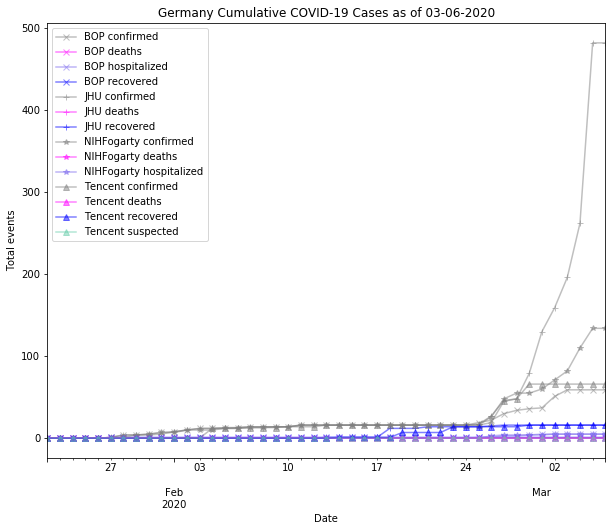 Germany Cumulative COVID-19 Cases as of 03-06-2020
500
400
300
200
100
0
Total events
BOP confirmed
BOP deaths
BOP hospitalized
BOP recovered
JHU confirmed
JHU deaths
JHU recovered
NIHFogarty confirmed
NIHFogarty deaths
NIHFogarty hospitalized
Tencent confirmed
Tencent deaths
Tencent recovered
Tencent suspected
27 03 10 17 24 02
Feb Mar
2020
Date